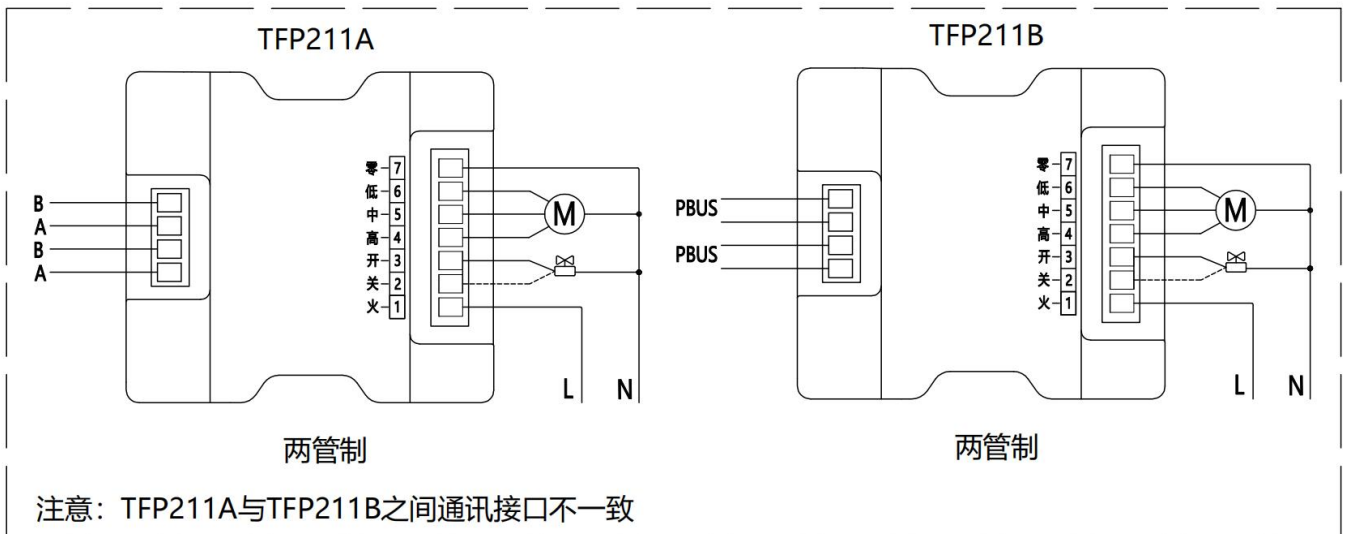 TFP211A
TFP211B
零 7
低 6
中 5
高 4
开 3
关 2
火 1
B
A
B
A
M
L
N
零 7
低 6
中 5
高 4
开 3
关 2
火 1
PBUS
PBUS
M
L
N
两管制
两管制
注意：TFP211A与TFP211B之间通讯接口不一致